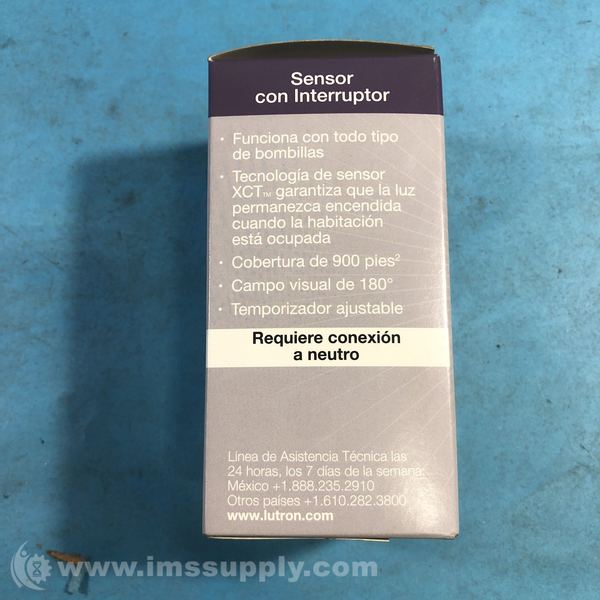 Sensor
con Interruptor
· Funciona con todo tipo
de bombillas
· Tecnología de sensor
XCT™ garantiza que la luz
permanezca encendida
cuando la habitación
está ocupada
· Cobertura de 900 pies²
· Campo visual de 180°
· Temporizador ajustable
Requiere conexión
a neutro
Línea de Asistencia Técnica las
24 horas, los 7 días de la semana:
México +1.888.235.2910
Otros países +1.610.282.3800
www.lutron.com
www.imssupply.com